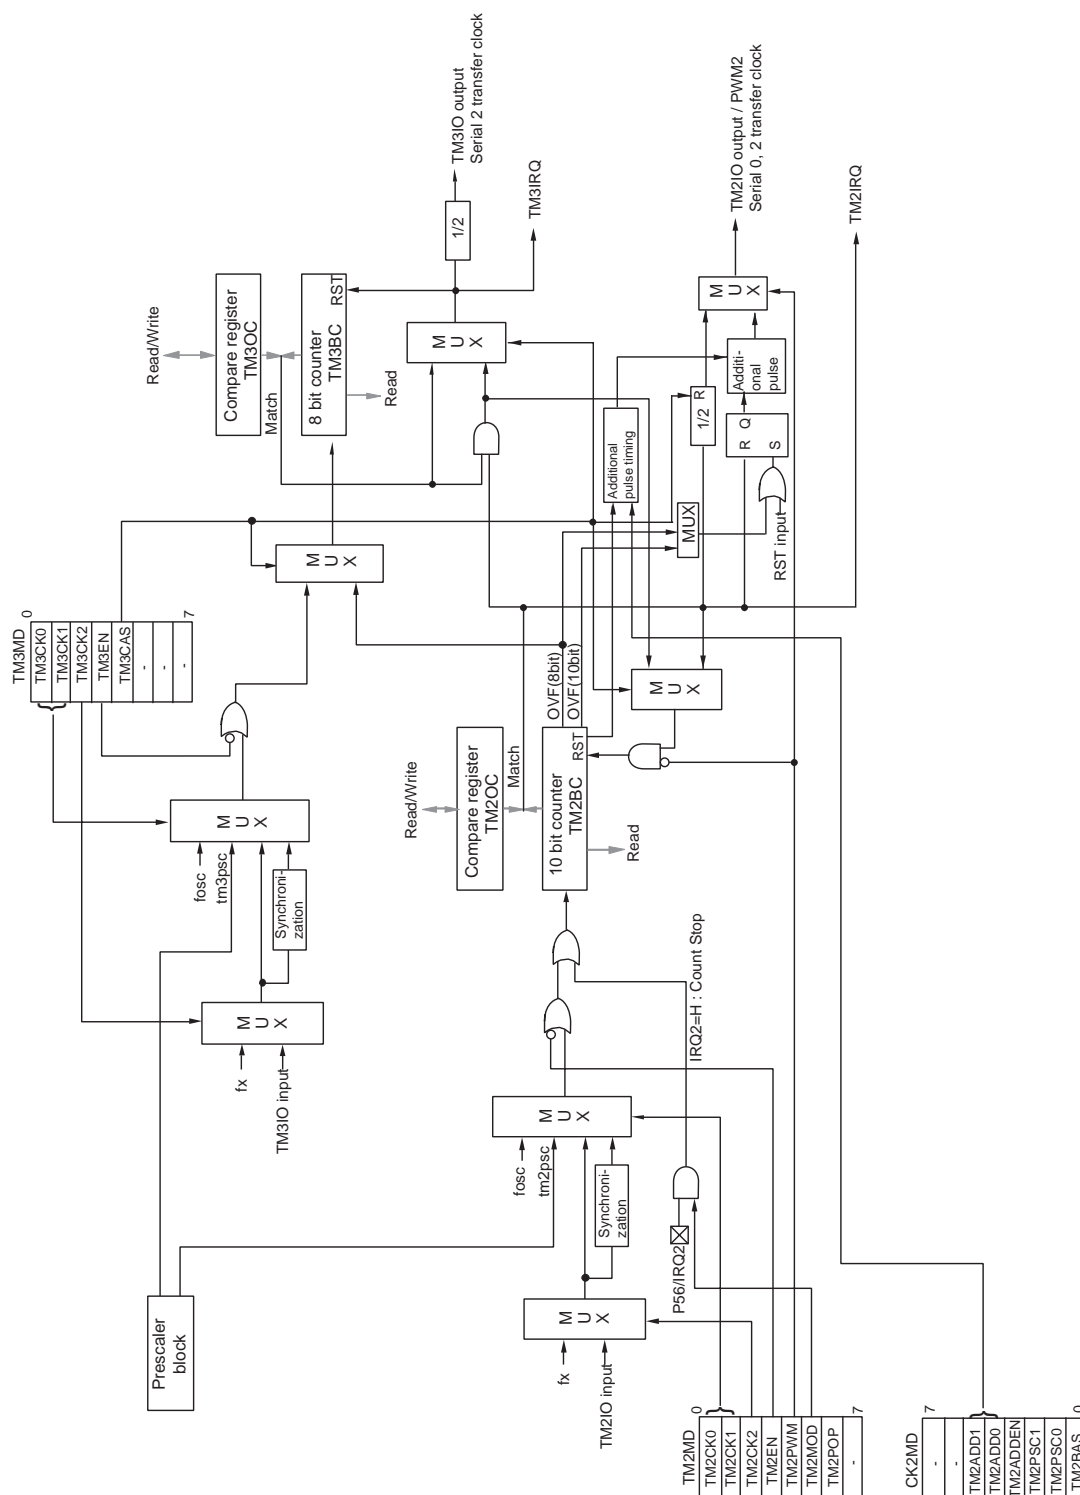 TM3IO output
Serial 2 transfer clock
TM3IRQ
1/2
TM2IO output / PWM2
Serial 0, 2 transfer clock
TM2IRQ
Read/Write
Compare register
TM3OC
Match
8 bit counter
TM3BC
RST
Read
M
U
X
M
U
X
Additi-
onal
pulse
1/2
R
R
Q
S
Additional
pulse timing
MUX
RST input
M
U
X
TM3MD
0
TM3CK0
TM3CK1
TM3CK2
TM3EN
TM3CAS
-
-
-
7
OVF(8bit)
OVF(10bit)
M
U
X
Read/Write
Compare register
TM2OC
Match
10 bit counter
TM2BC
RST
Read
M
U
X
fosc
tm3psc
Synchroni-
zation
M
U
X
fx
TM3IO input
IRQ2=H : Count Stop
M
U
X
fosc
tm2psc
Synchroni-
zation
P56/IRQ2
Prescaler
block
M
U
X
fx
TM2IO input
TM2MD
0
TM2CK0
TM2CK1
TM2CK2
TM2EN
TM2PWM
TM2MOD
TM2POP
-
7
CK2MD
7
-
-
TM2ADD1
TM2ADD0
TM2ADDEN
TM2PSC1
TM2PSC0
TM2BAS
0